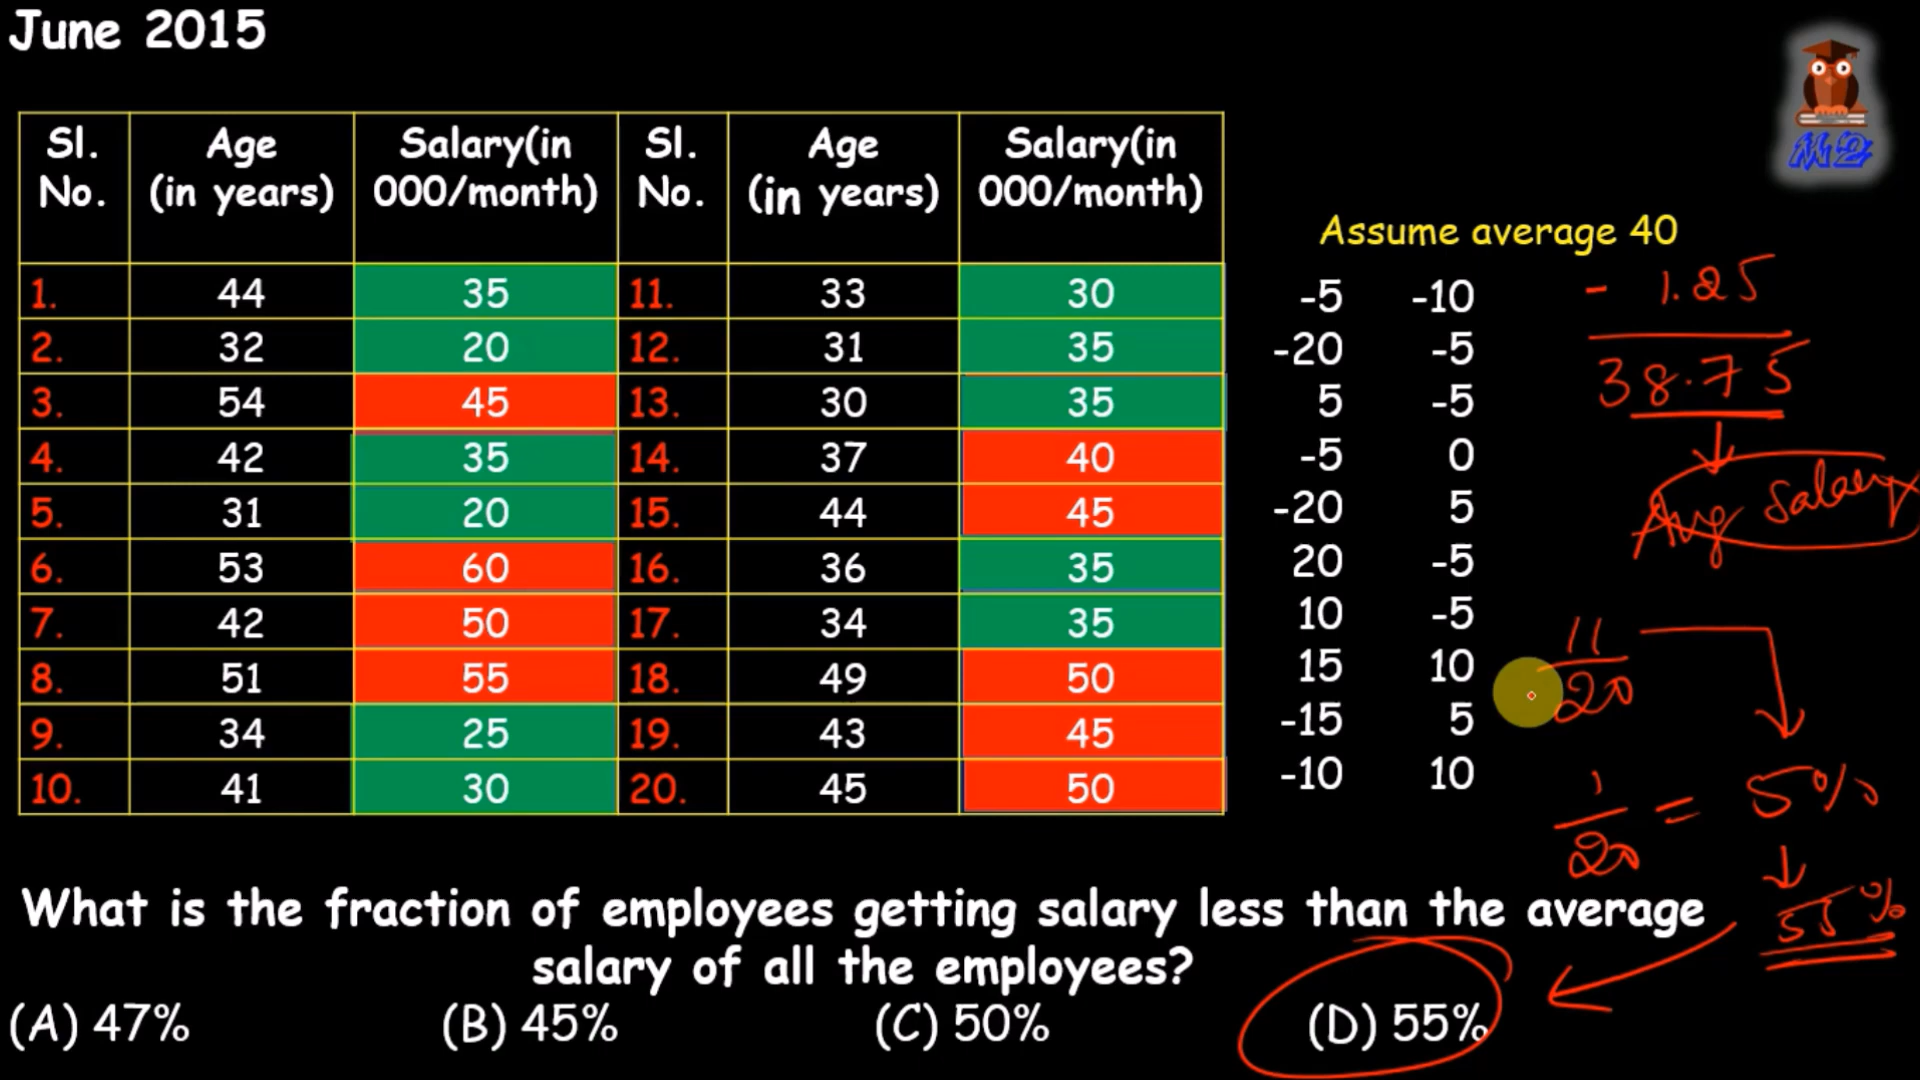 June 2015
M2
Sl. No. Age (in years) Salary(in 000/month) Sl. No. Age (in years) Salary(in 000/month)
Assume average 40
1. 44 35 11. 33 30 -5 -10 - 1.25
2. 32 20 12. 31 35 -20 -5 38.75
3. 54 45 13. 30 35 5 -5
4. 42 35 14. 37 40 -5 0
5. 31 20 15. 44 45 -20 5 Avg salary
6. 53 60 16. 36 35 20 -5
7. 42 50 17. 34 35 10 -5 11
8. 51 55 18. 49 50 15 10 20
9. 34 25 19. 43 45 -15 5
10. 41 30 20. 45 50 -10 10
1/20 = 5%
55%
What is the fraction of employees getting salary less than the average
salary of all the employees?
(A) 47% (B) 45% (C) 50% (D) 55%